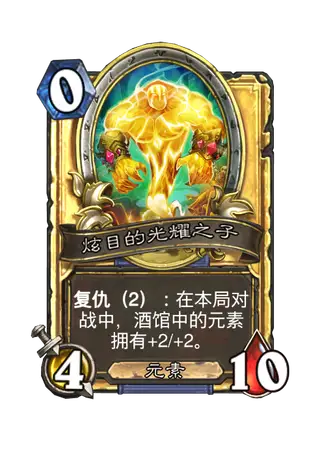 0
炫目的光耀之子
复仇（2）：在本局对
战中，酒馆中的元素
拥有+2/+2。
4
元素
10